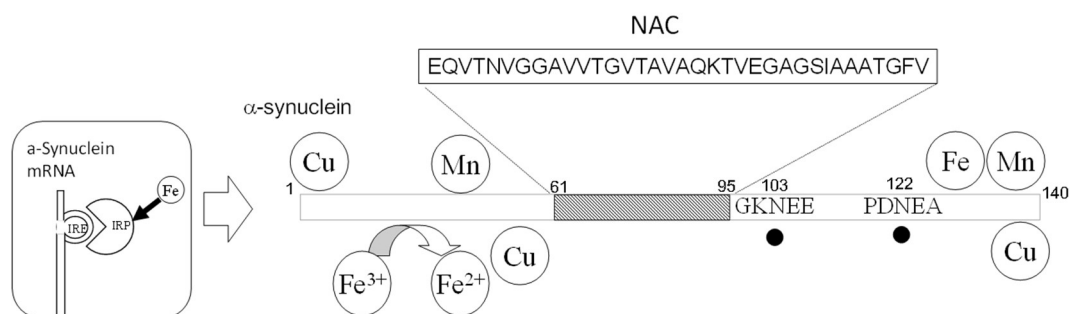 NAC
EQVTNVGGAVVTGVTAVAQKTVEGAGSIAAATGFV
α-synuclein
a-Synuclein
mRNA
Fe
IRE
IRP
Cu
Mn
Fe
Mn
1
61
95
103
122
140
GKNEE
PDNEA
Fe3+
Fe2+
Cu
Cu